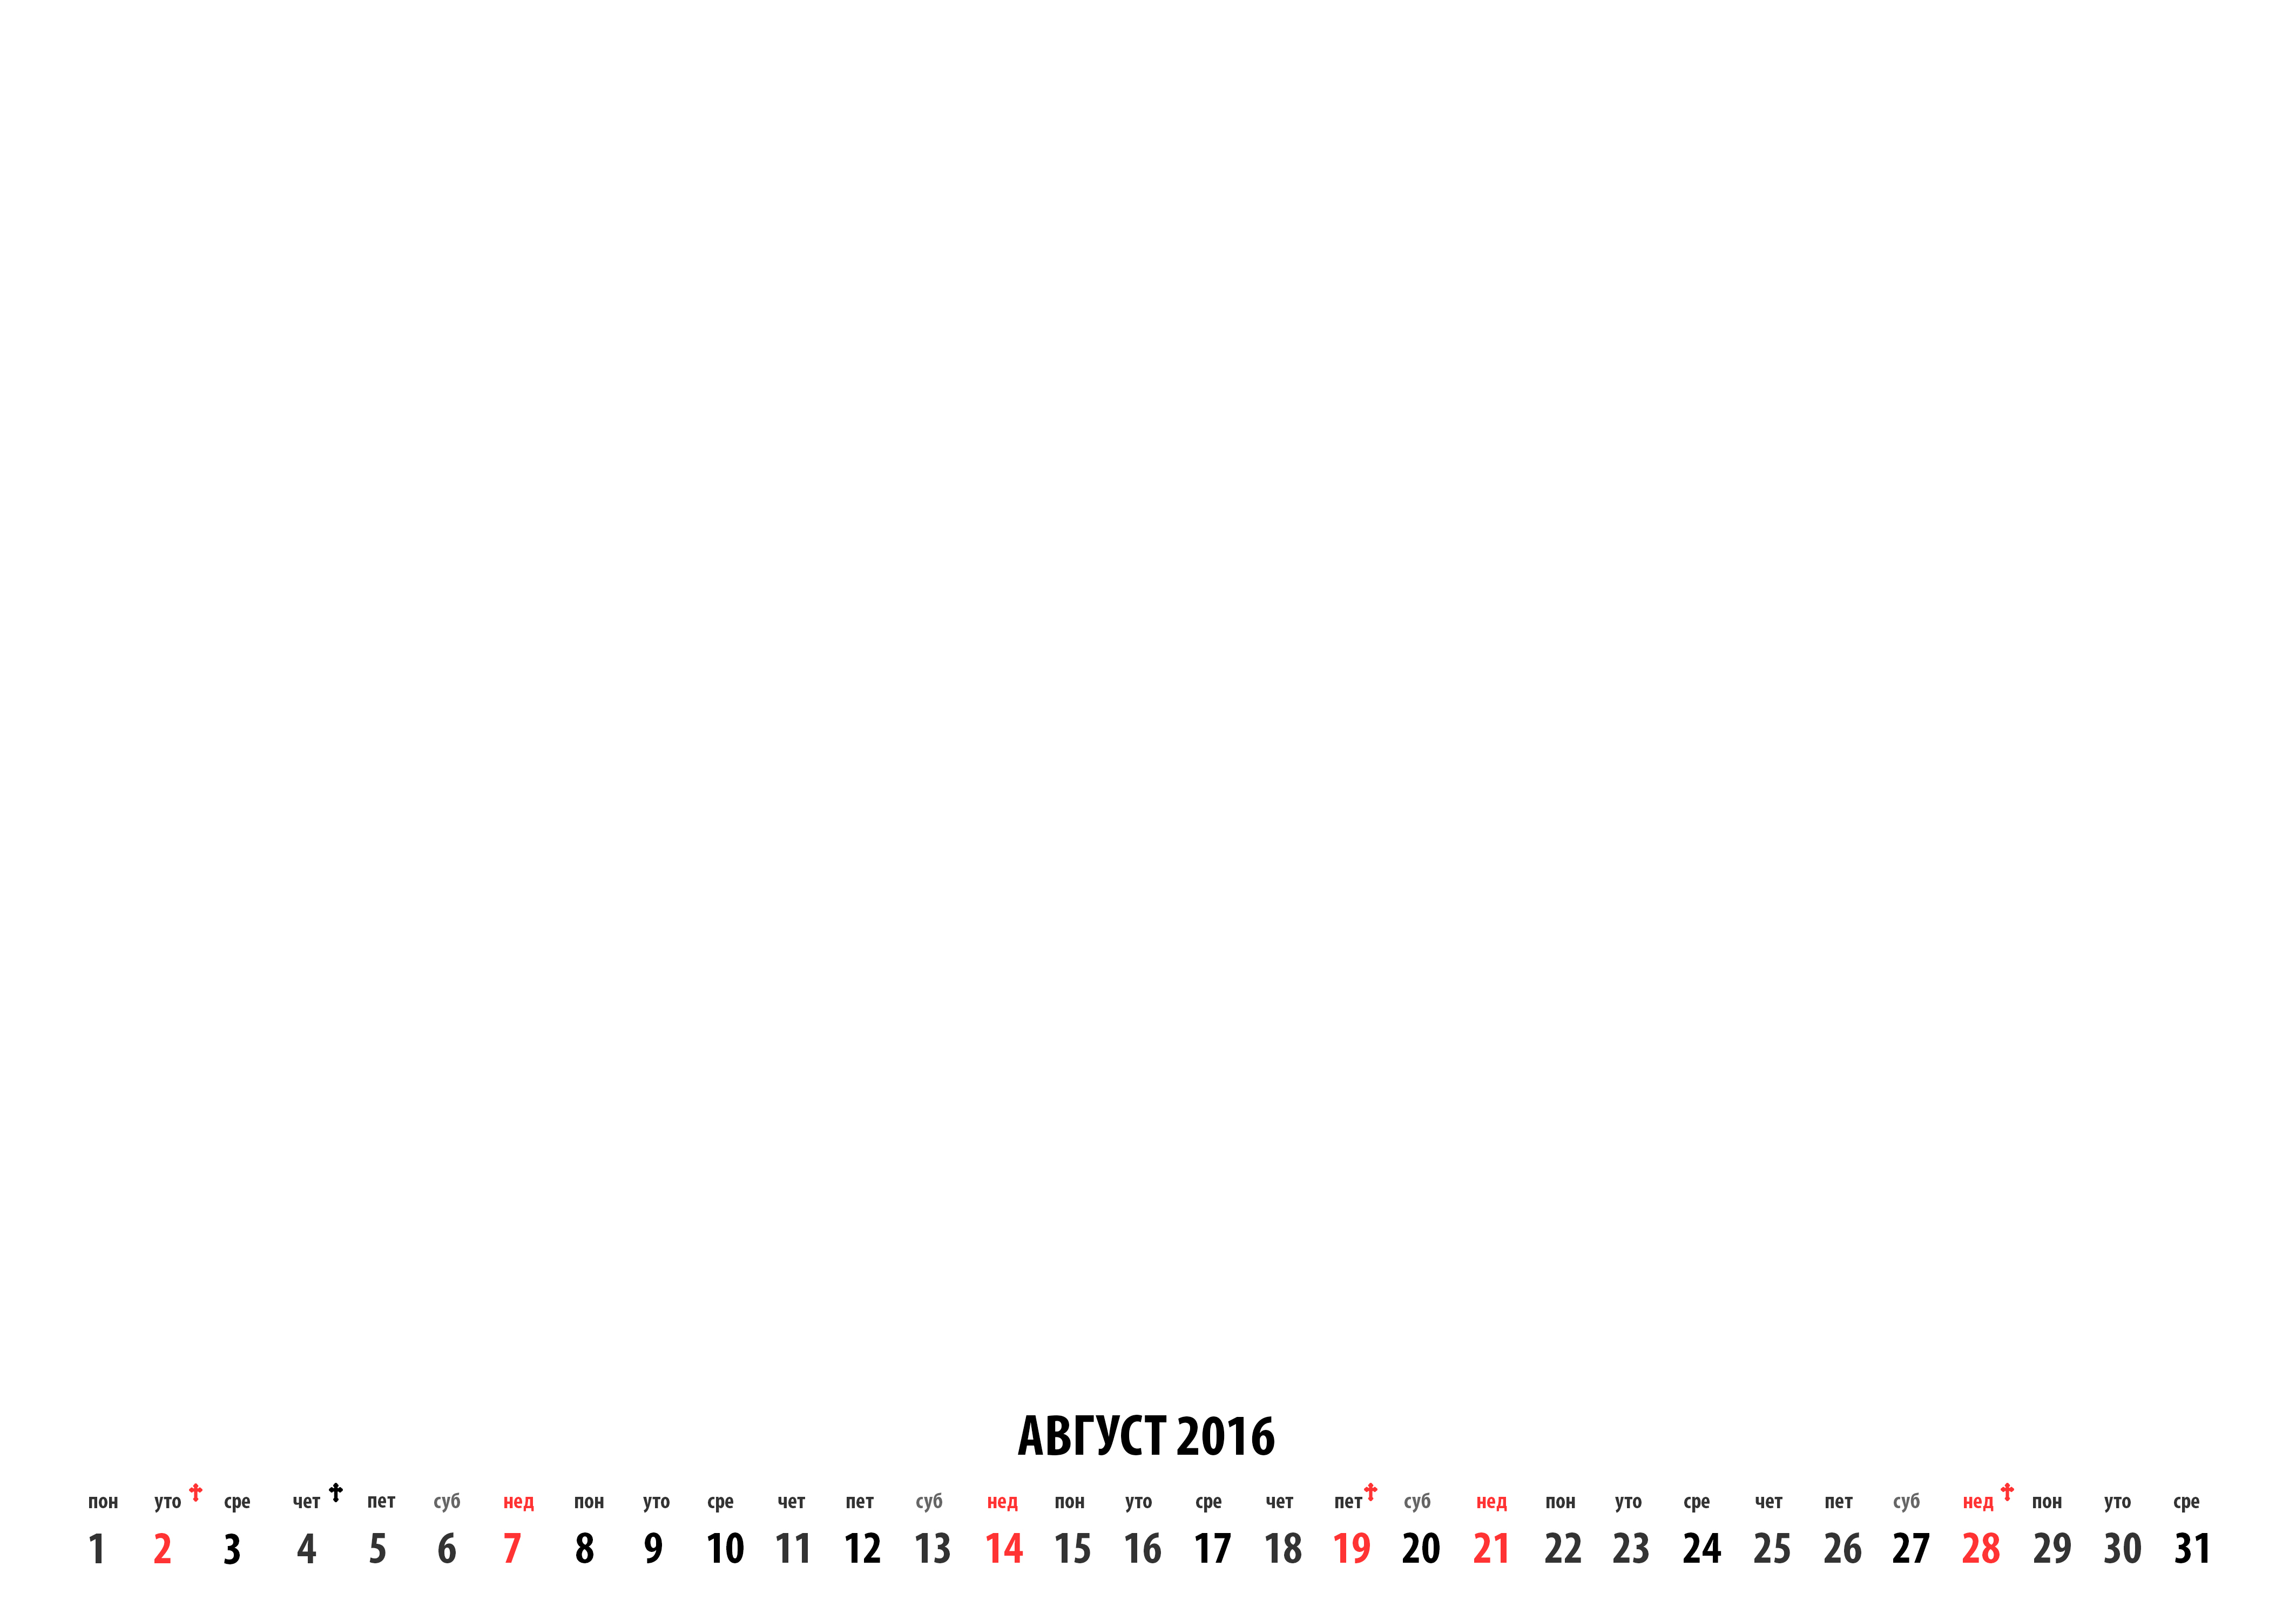 АВГУСТ 2016
пон уто сре чет пет суб нед пон уто сре чет пет суб нед пон уто сре чет пет суб нед пон уто сре чет пет суб нед пон уто сре
1 2 3 4 5 6 7 8 9 10 11 12 13 14 15 16 17 18 19 20 21 22 23 24 25 26 27 28 29 30 31